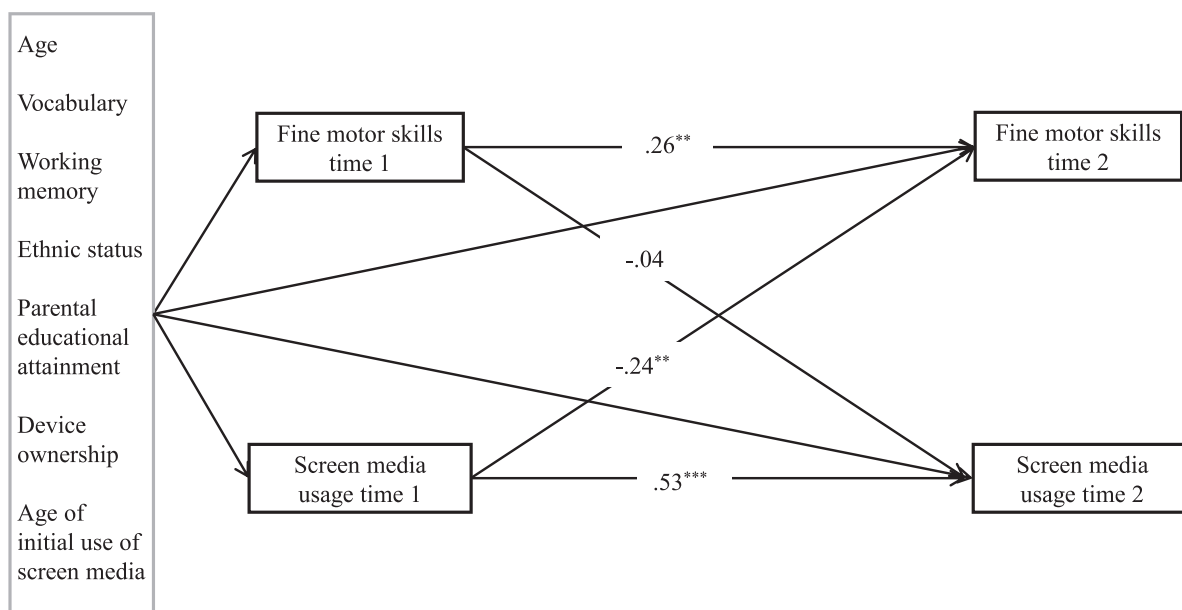 Age
Vocabulary
Working
memory
Ethnic status
Parental
educational
attainment
Device
ownership
Age of
initial use of
screen media
Fine motor skills
time 1
.26**
Fine motor skills
time 2
-.04
-.24**
Screen media
usage time 1
.53***
Screen media
usage time 2